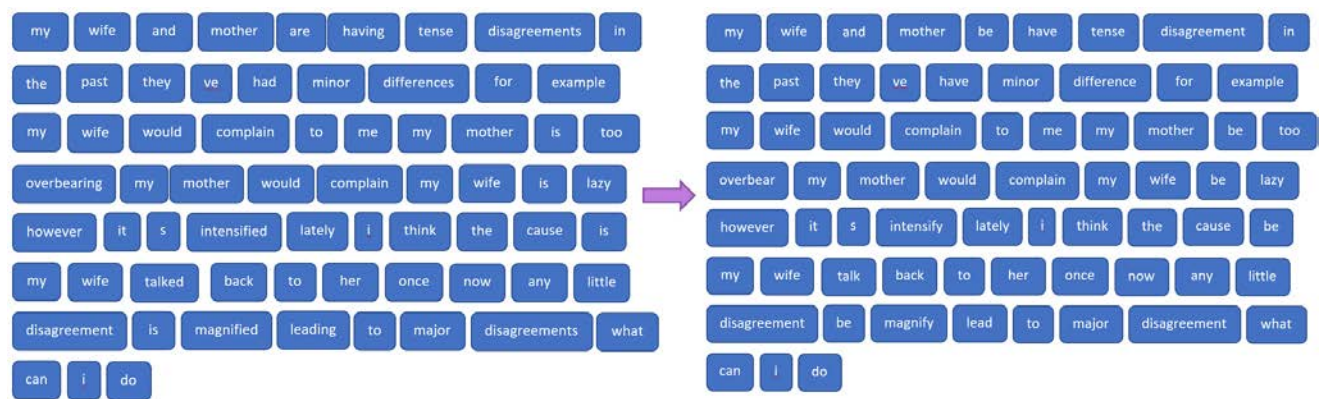 my wife and mother are having tense disagreements in
the past they ve had minor differences for example
my wife would complain to me my mother is too
overbearing my mother would complain my wife is lazy
however it s intensified lately i think the cause is
my wife talked back to her once now any little
disagreement is magnified leading to major disagreements what
can i do
my wife and mother be have tense disagreement in
the past they ve have minor difference for example
my wife would complain to me my mother be too
overbear my mother would complain my wife be lazy
however it s intensify lately i think the cause be
my wife talk back to her once now any little
disagreement be magnify lead to major disagreement what
can i do